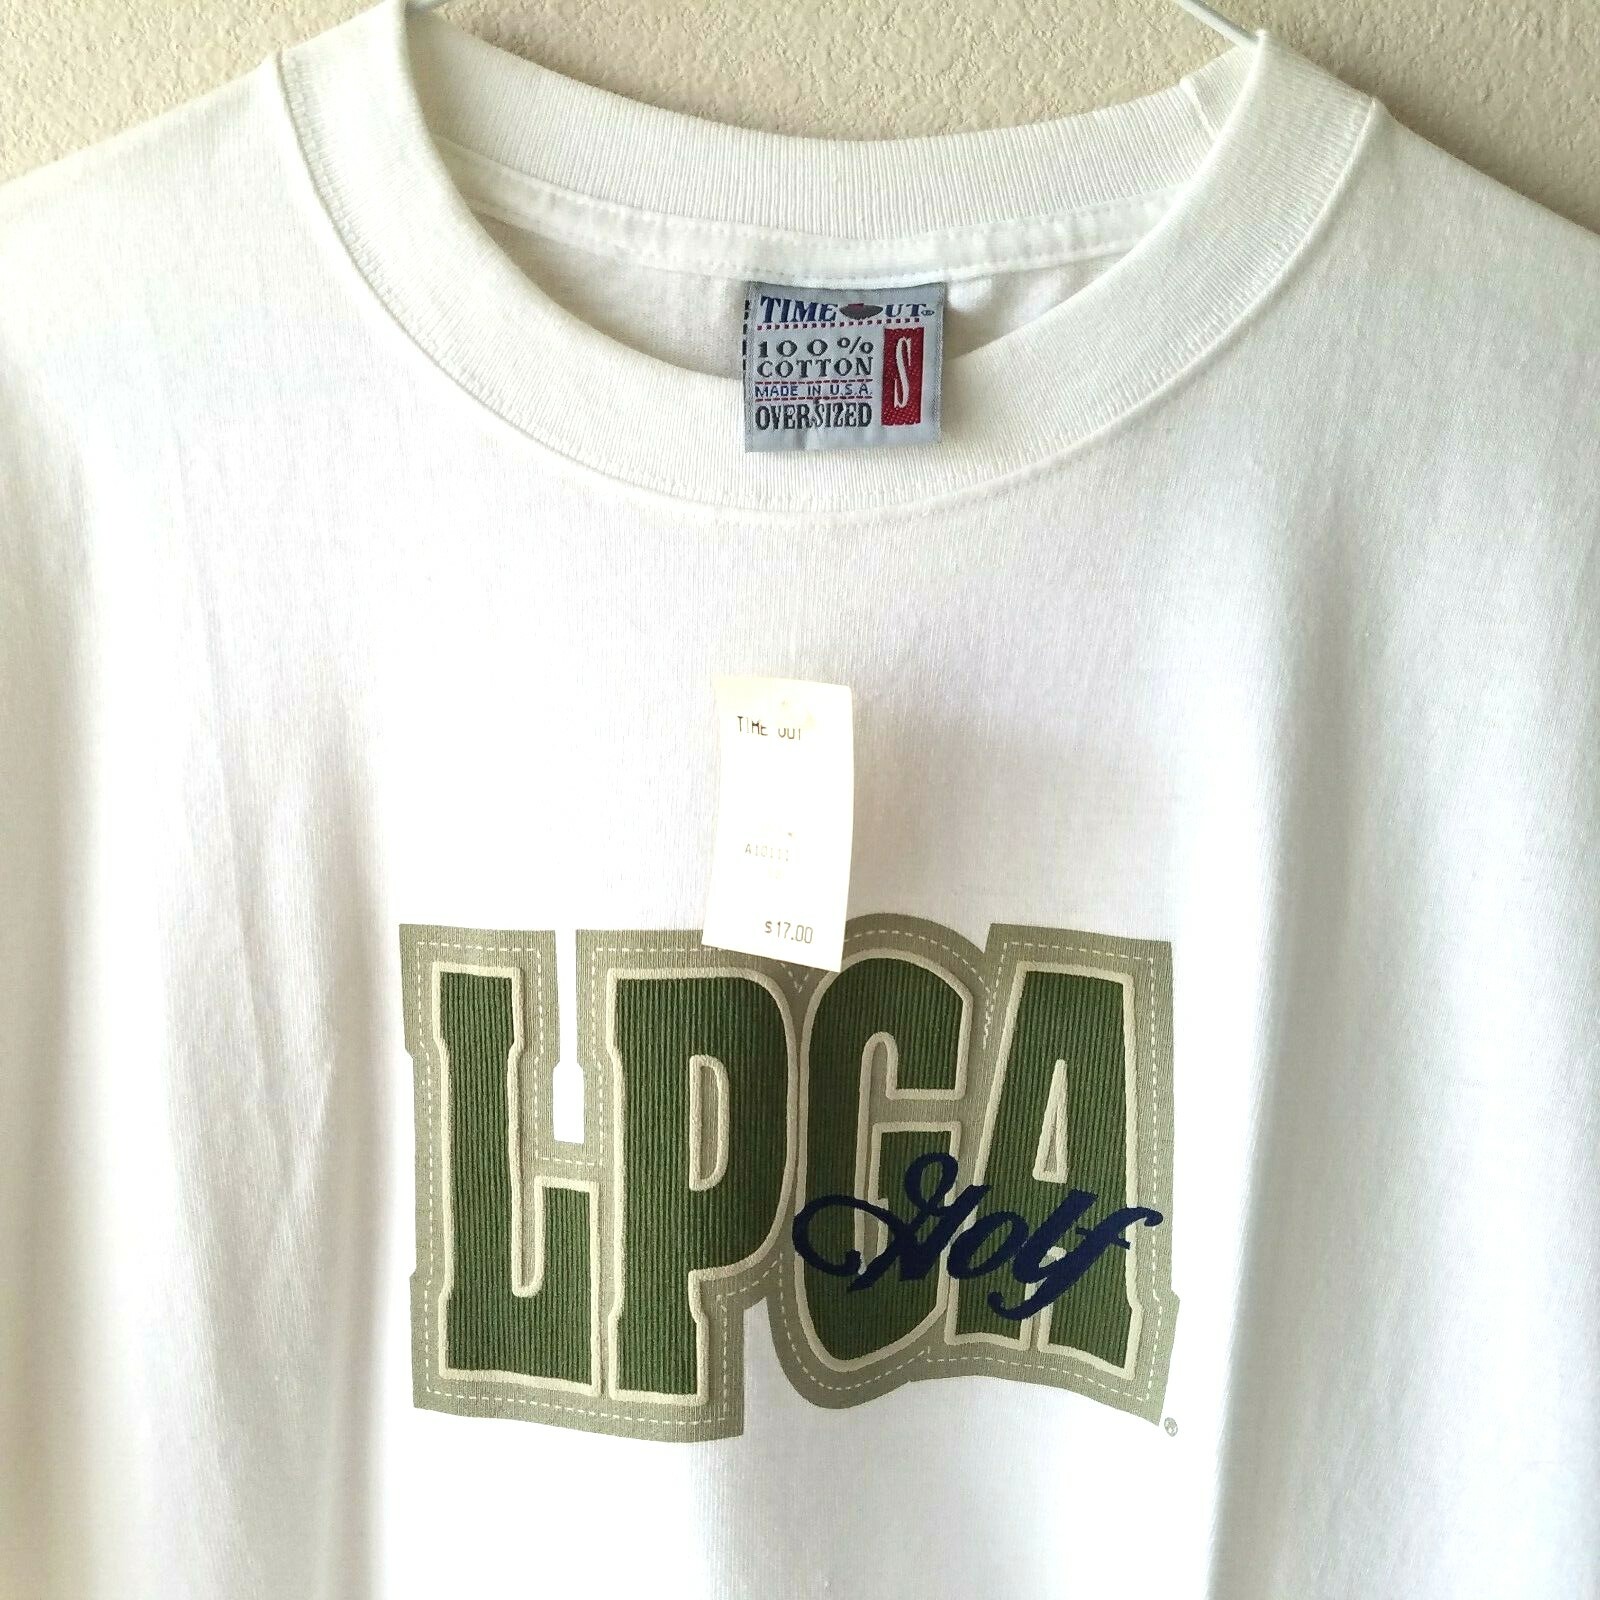 TIME OUT®
100%
COTTON
MADE IN U.S.A.
OVERSIZED
S
TIME OUT
$17.00
LPGA
Golf
®